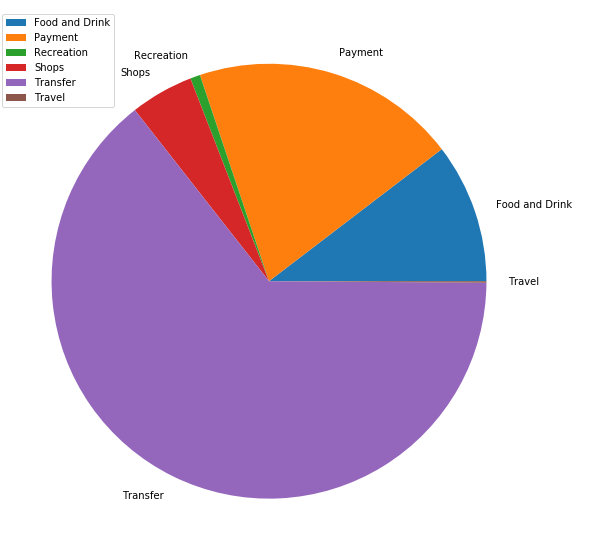 Food and Drink
Payment
Recreation
Shops
Transfer
Travel
Payment
Recreation
Shops
Food and Drink
Travel
Transfer